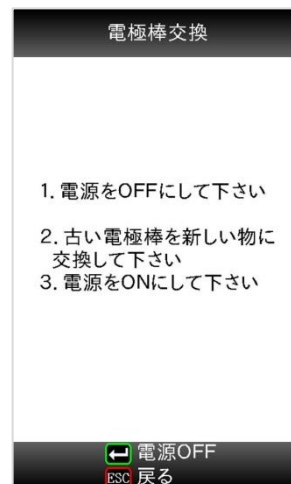 電極棒交換
1. 電源をOFFにして下さい
2. 古い電極棒を新しい物に
交換して下さい
3. 電源をONにして下さい
電源OFF
ESC 戻る